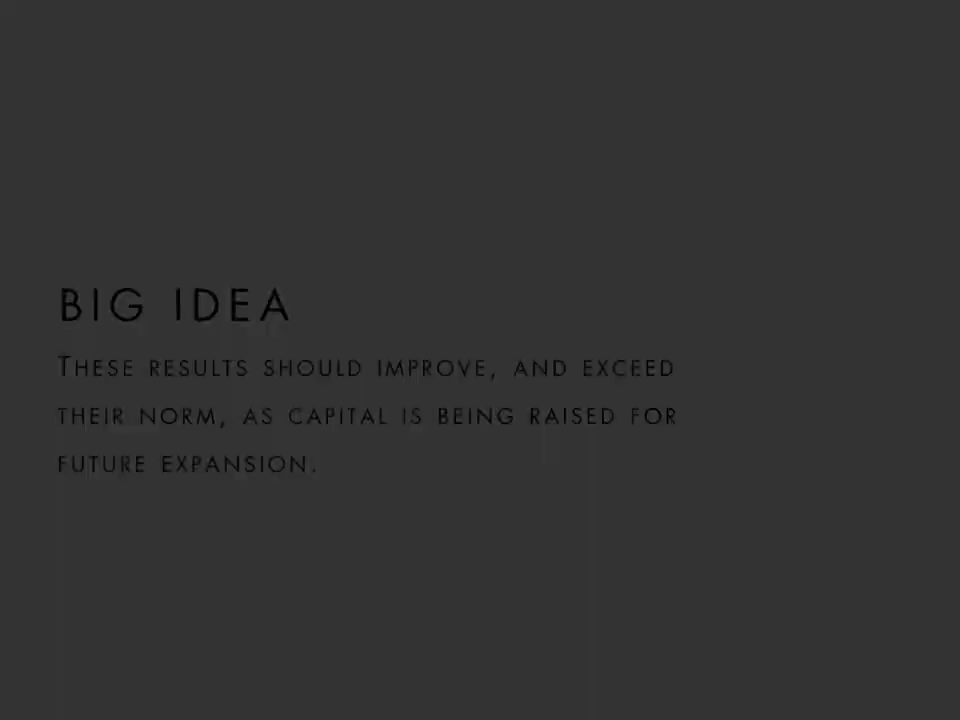 BIG IDEA
THESE RESULTS SHOULD IMPROVE, AND EXCEED
THEIR NORM, AS CAPITAL IS BEING RAISED FOR
FUTURE EXPANSION.